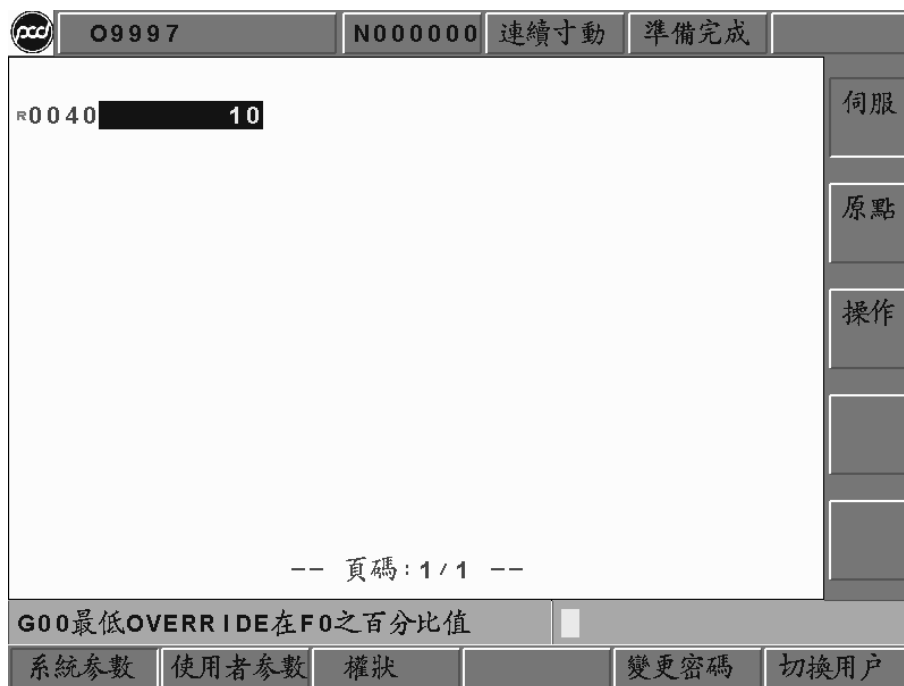 pcd O9997 N000000 連續寸動 準備完成
伺服
R0040 10
原點
操作
-- 頁碼:1/1 --
G00最低OVERRIDE在F0之百分比值
系統參數 使用者參數 權狀 變更密碼 切換用戶